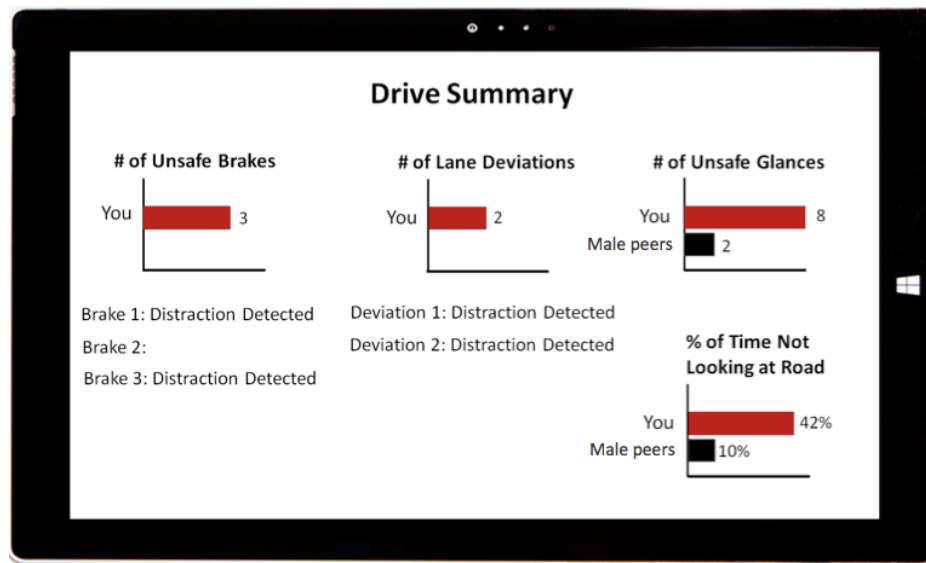 Drive Summary
# of Unsafe Brakes
You 3
Brake 1: Distraction Detected
Brake 2:
Brake 3: Distraction Detected
# of Lane Deviations
You 2
Deviation 1: Distraction Detected
Deviation 2: Distraction Detected
# of Unsafe Glances
You 8
Male peers 2
% of Time Not
Looking at Road
You 42%
Male peers 10%